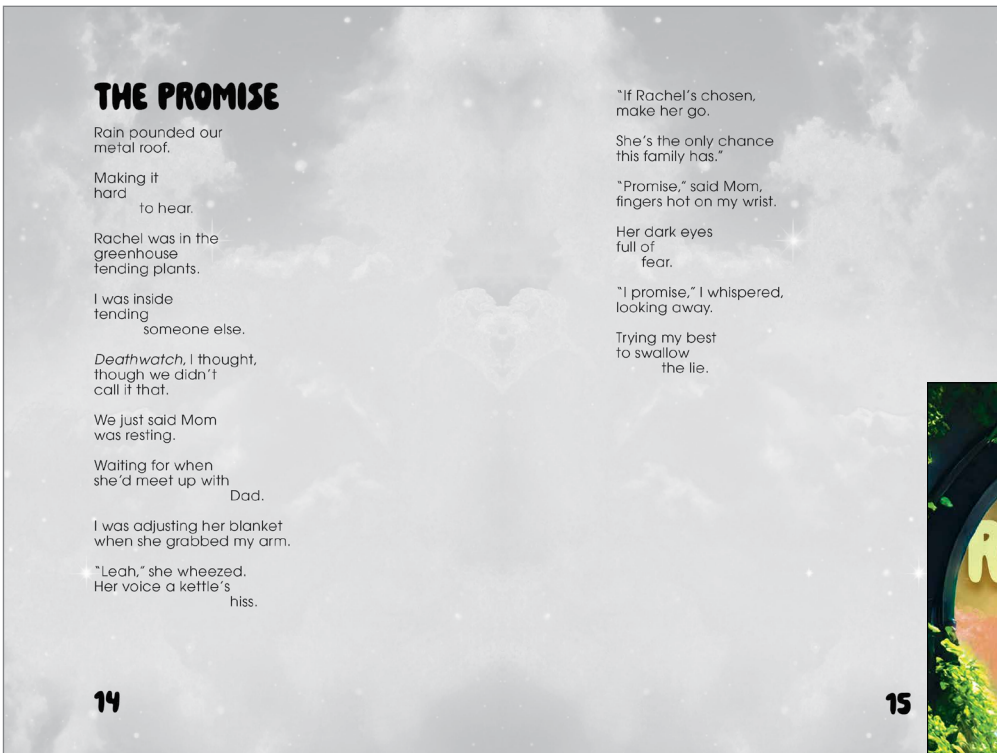 THE PROMISE
Rain pounded our
metal roof.
Making it
hard
to hear.
Rachel was in the
greenhouse
tending plants.
I was inside
tending
someone else.
Deathwatch, I thought,
though we didn't
call it that.
We just said Mom
was resting.
Waiting for when
she'd meet up with
Dad.
I was adjusting her blanket
when she grabbed my arm.
"Leah," she wheezed.
Her voice a kettle's
hiss.
14
"If Rachel's chosen,
make her go.
She's the only chance
this family has."
"Promise," said Mom,
fingers hot on my wrist.
Her dark eyes
full of
fear.
"I promise," I whispered,
looking away.
Trying my best
to swallow
the lie.
15
R